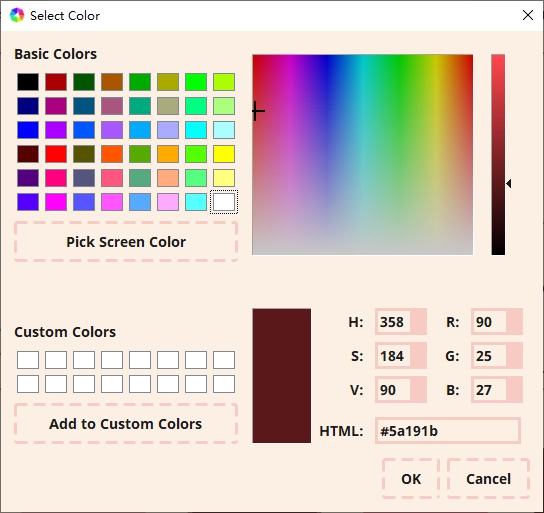 Select Color
Basic Colors
Pick Screen Color
Custom Colors
Add to Custom Colors
H: 358 R: 90
S: 184 G: 25
V: 90 B: 27
HTML: #5a191b
OK Cancel